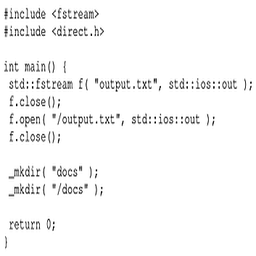 #include <fstream>
#include <direct.h>
int main() {
std::fstream f( "output.txt", std::ios::out );
f.close();
f.open( "/output.txt", std::ios::out );
f.close();
_mkdir( "docs" );
_mkdir( "/docs" );
return 0;
}